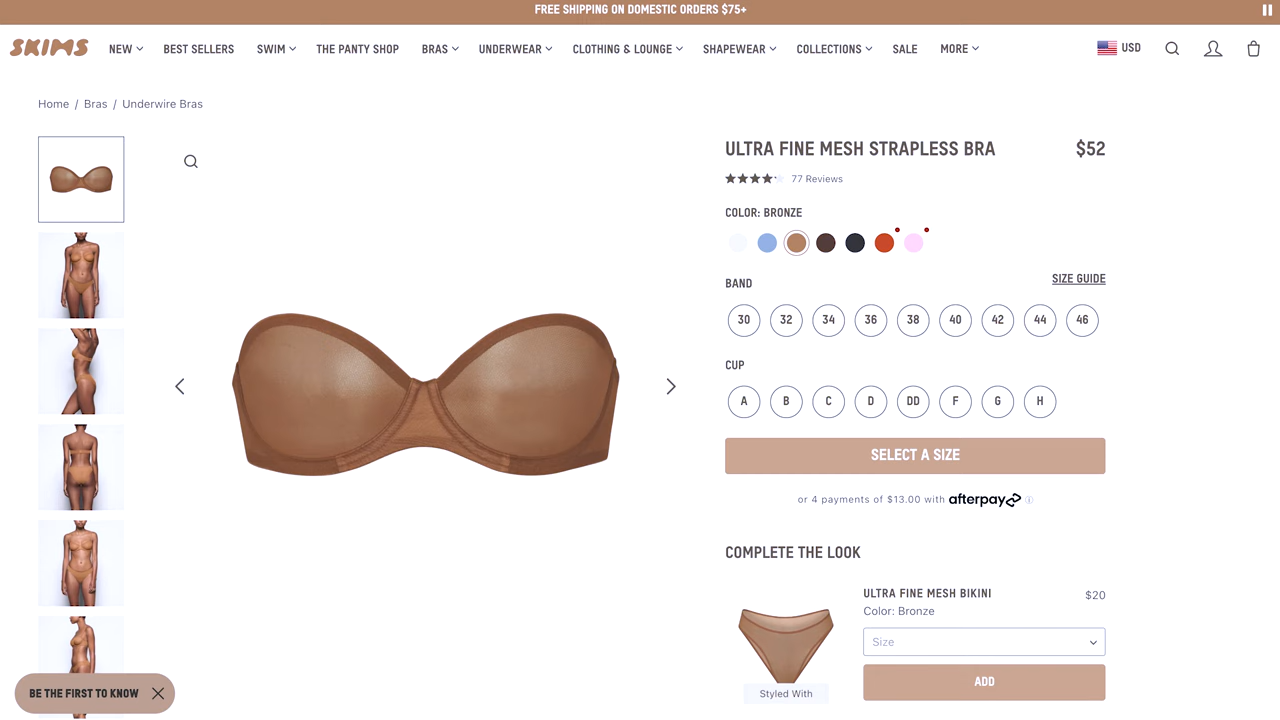 FREE SHIPPING ON DOMESTIC ORDERS $75+
SKIMS NEW BEST SELLERS SWIM THE PANTY SHOP BRAS UNDERWEAR CLOTHING & LOUNGE SHAPEWEAR COLLECTIONS SALE MORE USD
Home / Bras / Underwire Bras
ULTRA FINE MESH STRAPLESS BRA $52
77 Reviews
COLOR: BRONZE
BAND SIZE GUIDE
30 32 34 36 38 40 42 44 46
CUP
A B C D DD F G H
SELECT A SIZE
or 4 payments of $13.00 with afterpay
COMPLETE THE LOOK
ULTRA FINE MESH BIKINI $20
Color: Bronze
Size
ADD
Styled With
BE THE FIRST TO KNOW